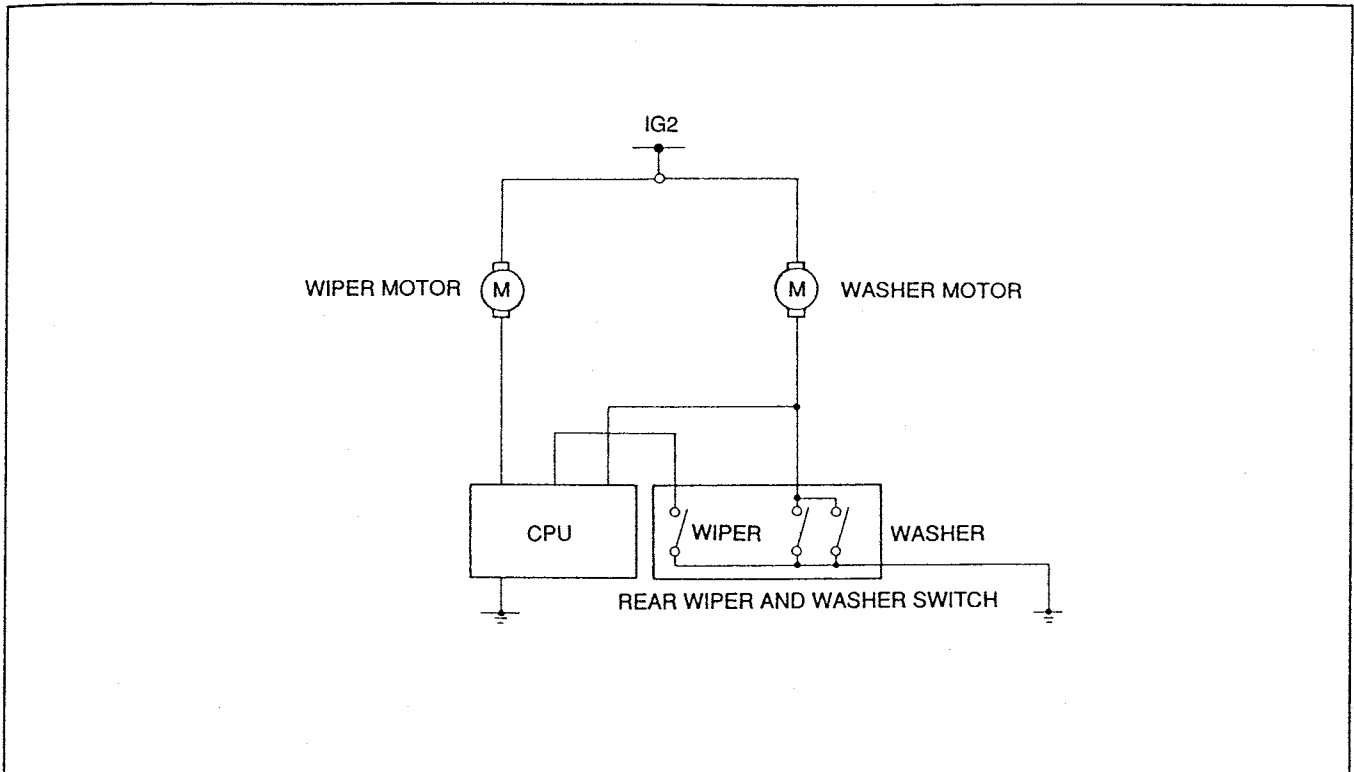 IG2
WIPER MOTOR
M
M
WASHER MOTOR
CPU
WIPER
WASHER
REAR WIPER AND WASHER SWITCH